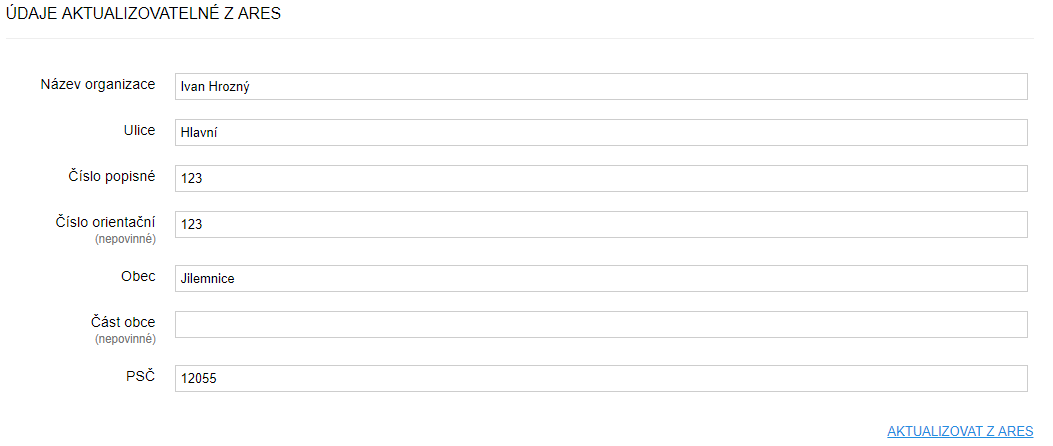 ÚDAJE AKTUALIZOVATELNÉ Z ARES
Název organizace Ivan Hrozný
Ulice Hlavní
Číslo popisné 123
Číslo orientační 123
(nepovinné)
Obec Jilemnice
Část obce
(nepovinné)
PSČ 12055
AKTUALIZOVAT Z ARES